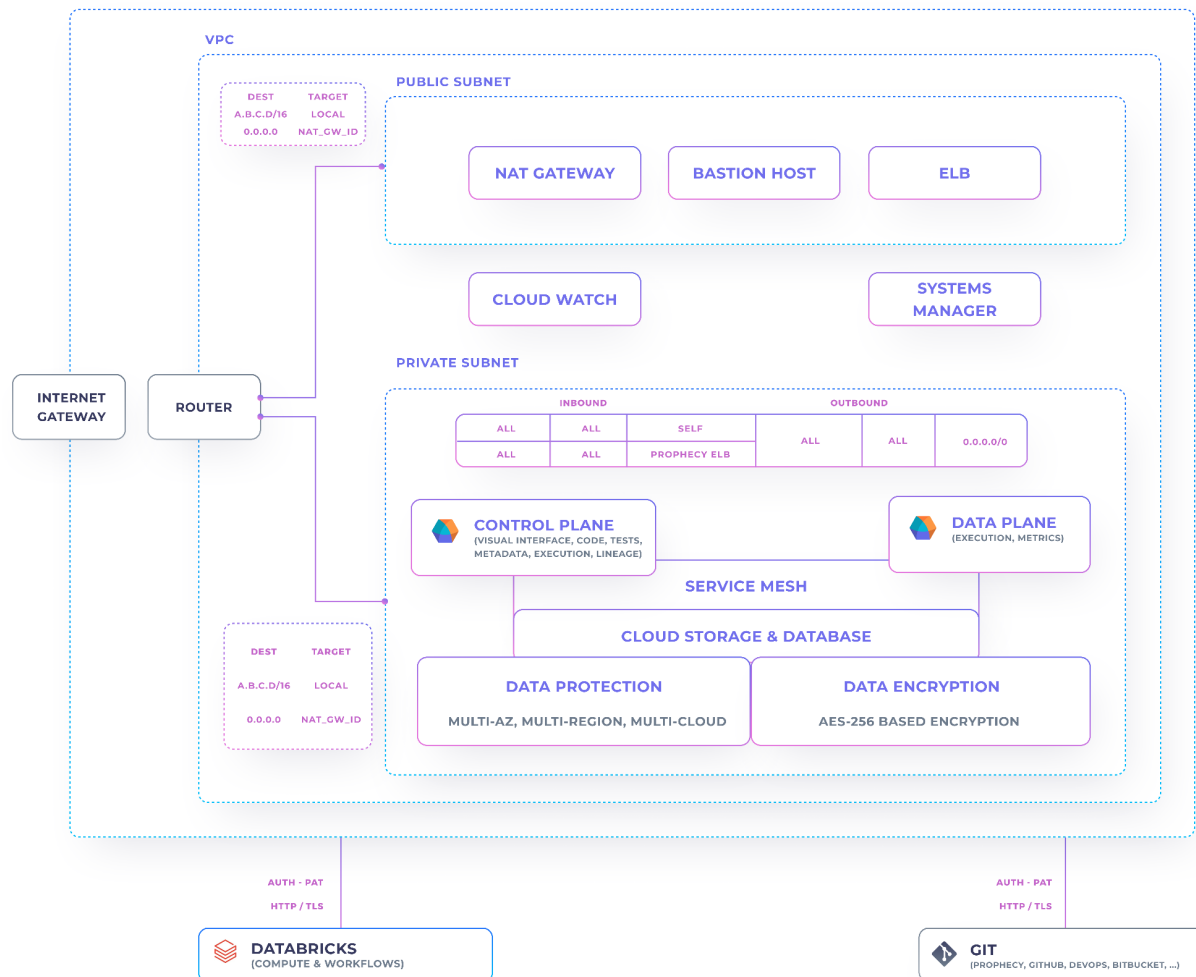 VPC
PUBLIC SUBNET
DEST TARGET
A.B.C.D/16 LOCAL
0.0.0.0 NAT_GW_ID
NAT GATEWAY
BASTION HOST
ELB
CLOUD WATCH
SYSTEMS
MANAGER
PRIVATE SUBNET
INTERNET
GATEWAY
ROUTER
INBOUND OUTBOUND
ALL ALL SELF
ALL ALL PROPHECY ELB
ALL ALL 0.0.0.0/0
CONTROL PLANE
(VISUAL INTERFACE, CODE, TESTS,
METADATA, EXECUTION, LINEAGE)
DATA PLANE
(EXECUTION, METRICS)
SERVICE MESH
CLOUD STORAGE & DATABASE
DEST TARGET
A.B.C.D/16 LOCAL
0.0.0.0 NAT_GW_ID
DATA PROTECTION
MULTI-AZ, MULTI-REGION, MULTI-CLOUD
DATA ENCRYPTION
AES-256 BASED ENCRYPTION
AUTH - PAT
HTTP / TLS
AUTH - PAT
HTTP / TLS
DATABRICKS
(COMPUTE & WORKFLOWS)
GIT
(PROPHECY, GITHUB, DEVOPS, BITBUCKET, ...)